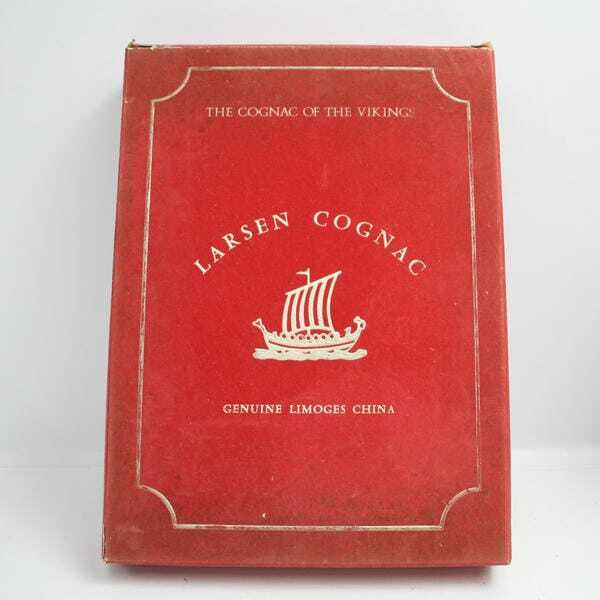 THE COGNAC OF THE VIKINGS
LARSEN COGNAC
GENUINE LIMOGES CHINA